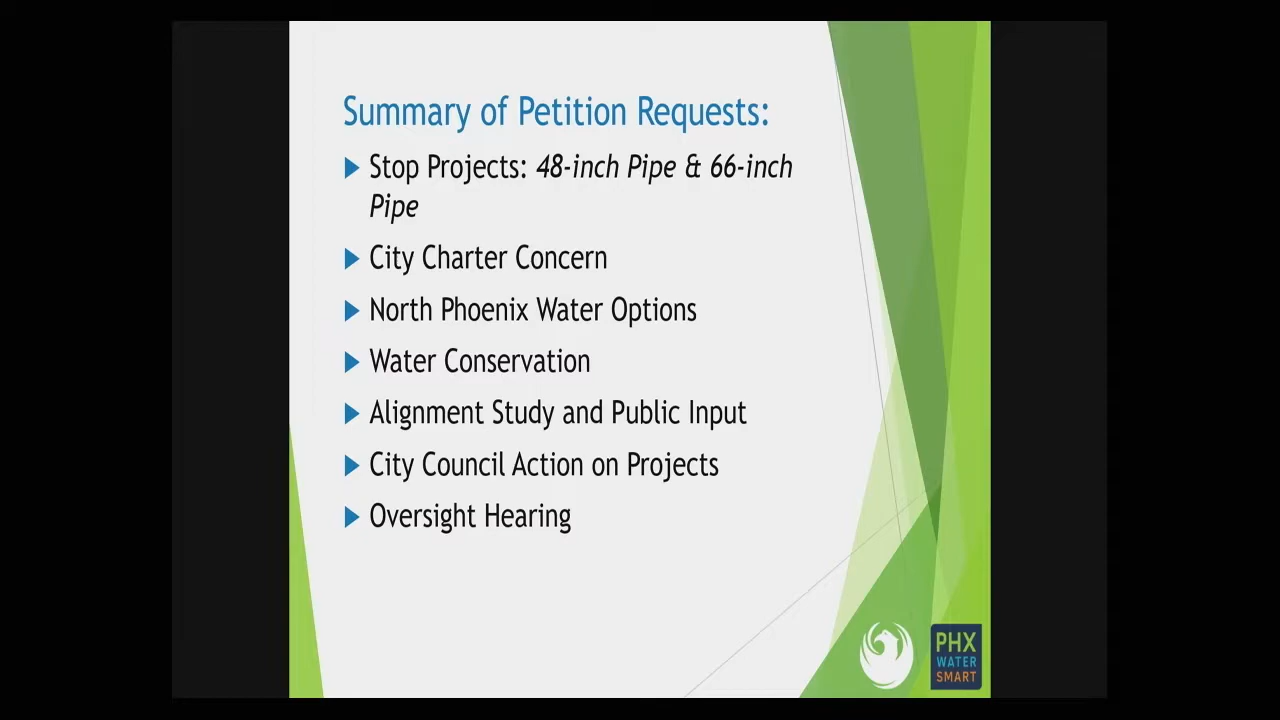 Summary of Petition Requests:
Stop Projects: 48-inch Pipe & 66-inch
Pipe
City Charter Concern
North Phoenix Water Options
Water Conservation
Alignment Study and Public Input
City Council Action on Projects
Oversight Hearing
PHX
WATER
SMART